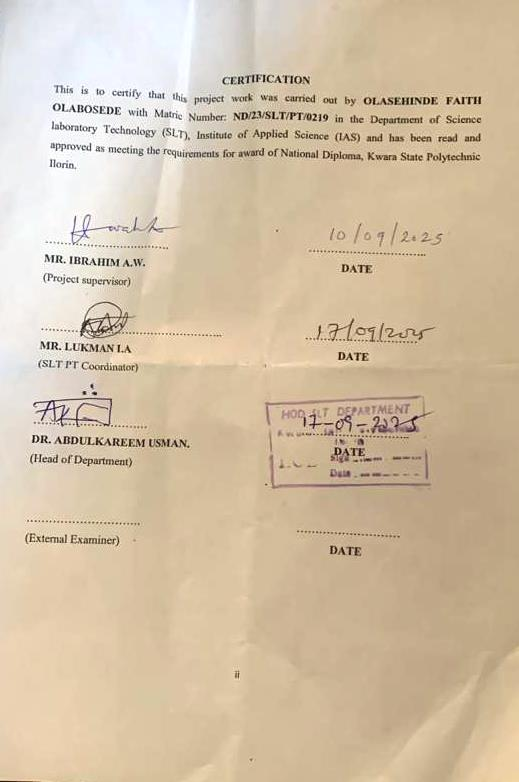 CERTIFICATION
This is to certify that this project work was carried out by OLASEHINDE FAITH
OLABOSEDE with Matric Number: ND/23/SLT/PT/0219 in the Department of Science
laboratory Technology (SLT), Institute of Applied Science (IAS) and has been read and
approved as meeting the requirements for award of National Diploma, Kwara State Polytechnic
Ilorin.
10/09/2025
MR. IBRAHIM A.W.
DATE
(Project supervisor)
17/09/2025
MR. LUKMAN I.A
DATE
(SLT PT Coordinator)
HOD SLT DEPARTMENT
17-09-2025
DR. ABDULKAREEM USMAN.
DATE
(Head of Department)
Sign
Date
(External Examiner)
DATE
ii